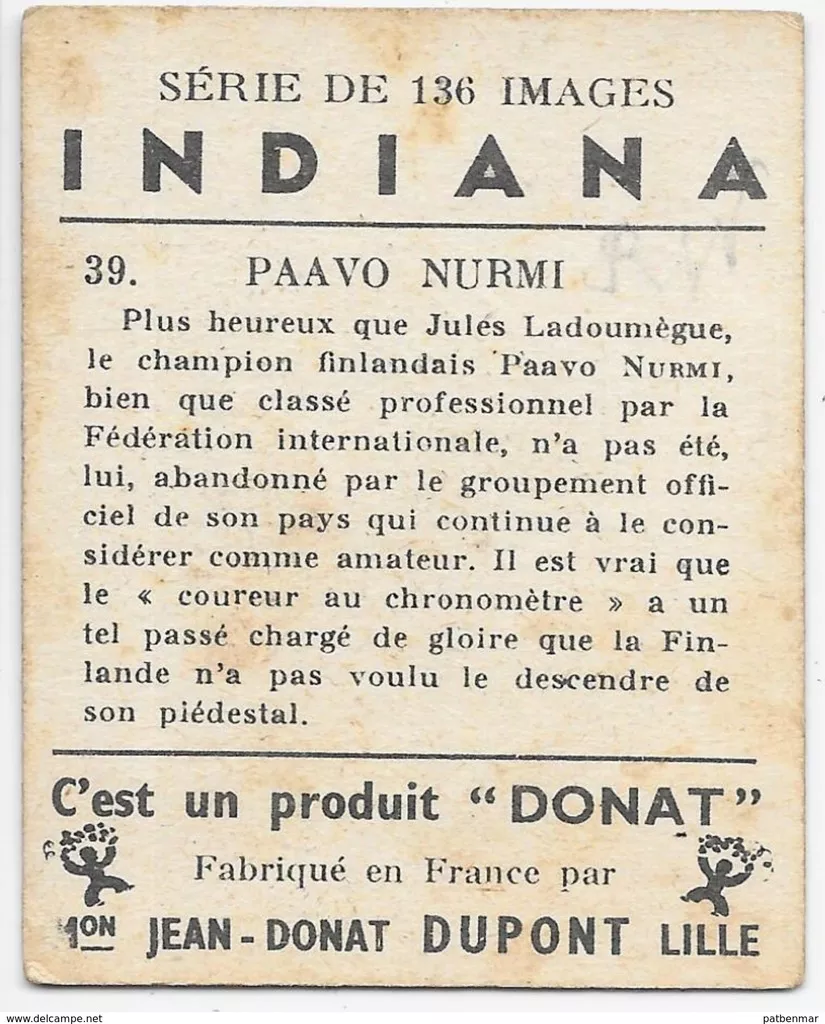 SÉRIE DE 136 IMAGES
INDIANA
39. PAAVO NURMI
Plus heureux que Jules Ladoumègue,
le champion finlandais Paavo NURMI,
bien que classé professionnel par la
Fédération internationale, n'a pas été,
lui, abandonné par le groupement offi-
ciel de son pays qui continue à le con-
sidérer comme amateur. Il est vrai que
le « coureur au chronomètre » a un
tel passé chargé de gloire que la Fin-
lande n'a pas voulu le descendre de
son piédestal.
C'est un produit "DONAT"
Fabriqué en France par
MON JEAN-DONAT DUPONT LILLE
delcampe.net
patbenmar